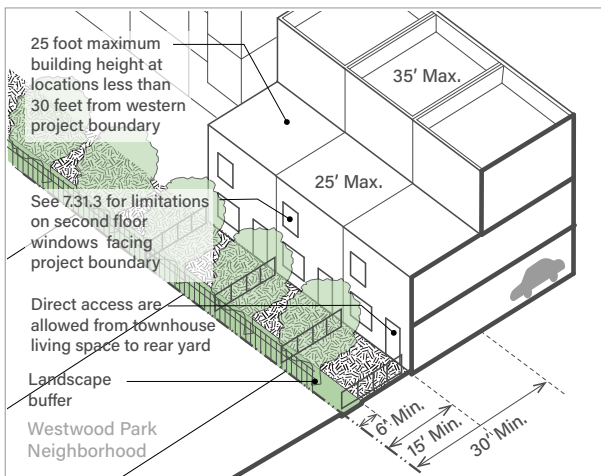 25 foot maximum
building height at
locations less than
30 feet from western
project boundary
35' Max.
25' Max.
See 7.31.3 for limitations
on second floor
windows facing
project boundary
Direct access are
allowed from townhouse
living space to rear yard
Landscape
buffer
Westwood Park
Neighborhood
6' Min.
15' Min.
30' Min.